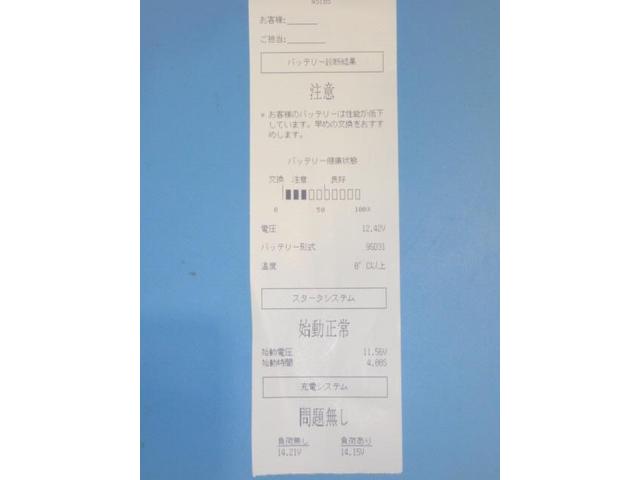 お客様:______
ご担当:______
バッテリー診断結果
注意
* お客様のバッテリーは性能が低下
しています。早めの交換をおすす
めします。
バッテリー健康状態
交換 注意 良好
0 50 100%
電圧 12.42V
バッテリー形式 95D31
温度 0°C以上
スタータシステム
始動正常
始動電圧 11.56V
始動時間 4.00S
充電システム
問題無し
負荷無し 負荷あり
14.21V 14.15V